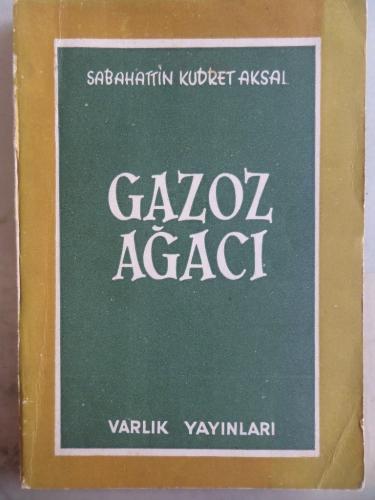 SABAHATTİN KUDRET AKSAL
GAZOZ
AĞACI
VARLIK YAYINLARI